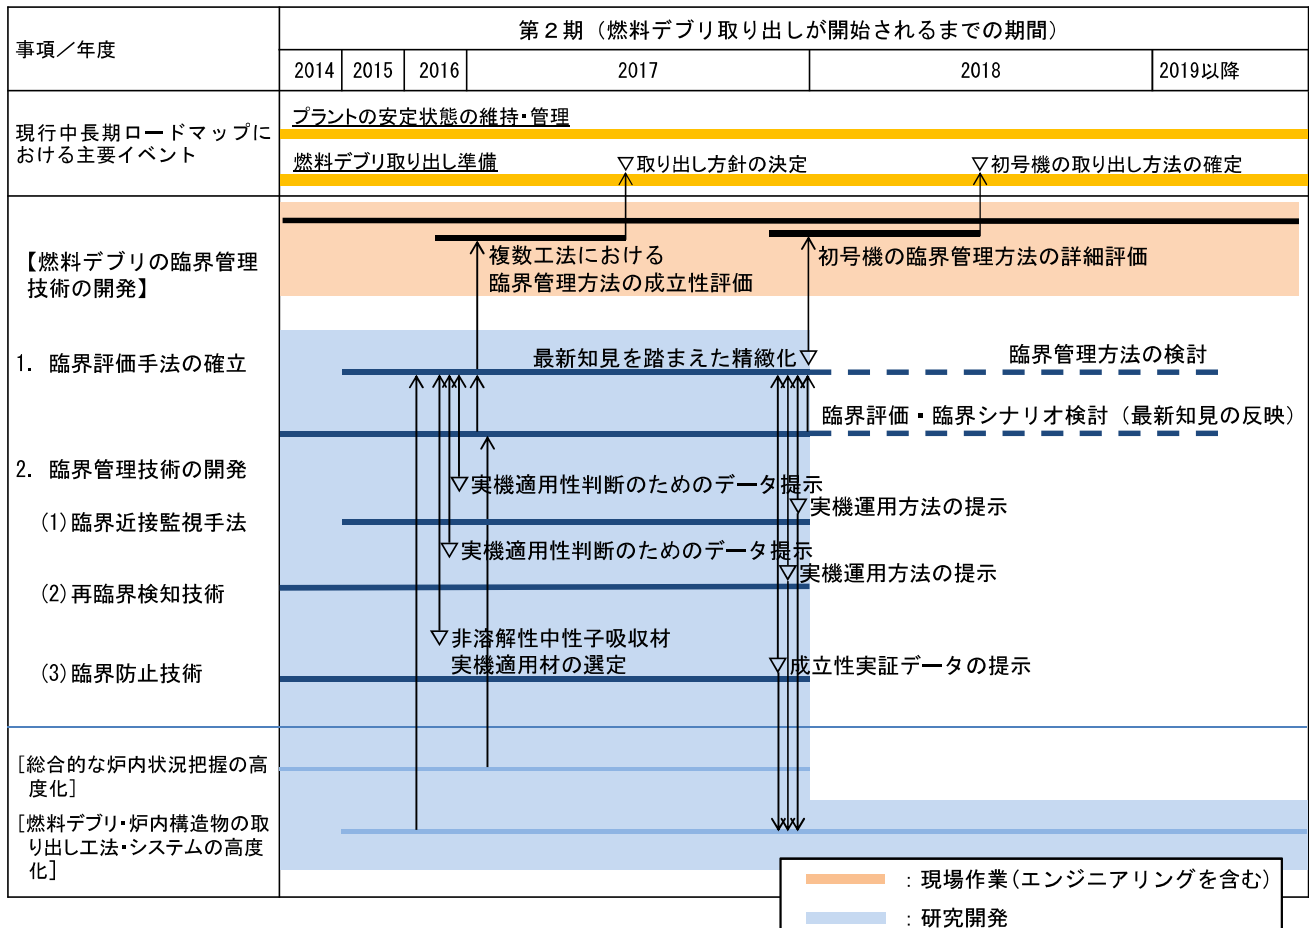 事項／年度
第２期（燃料デブリ取り出しが開始されるまでの期間）
2014
2015
2016
2017
2018
2019以降
現行中長期ロードマップに
おける主要イベント
プラントの安定状態の維持・管理
燃料デブリ取り出し準備
▽取り出し方針の決定
▽初号機の取り出し方法の確定
【燃料デブリの臨界管理
技術の開発】
複数工法における
臨界管理方法の成立性評価
初号機の臨界管理方法の詳細評価
1. 臨界評価手法の確立
最新知見を踏まえた精緻化▽
臨界管理方法の検討
臨界評価・臨界シナリオ検討（最新知見の反映）
2. 臨界管理技術の開発
▽実機適用性判断のためのデータ提示
(1)臨界近接監視手法
▽実機運用方法の提示
▽実機適用性判断のためのデータ提示
(2)再臨界検知技術
▽実機運用方法の提示
▽非溶解性中性子吸収材
実機適用材の選定
(3)臨界防止技術
▽成立性実証データの提示
[総合的な炉内状況把握の高
度化]
[燃料デブリ・炉内構造物の取
り出し工法・システムの高度
化]
：現場作業(エンジニアリングを含む)
：研究開発